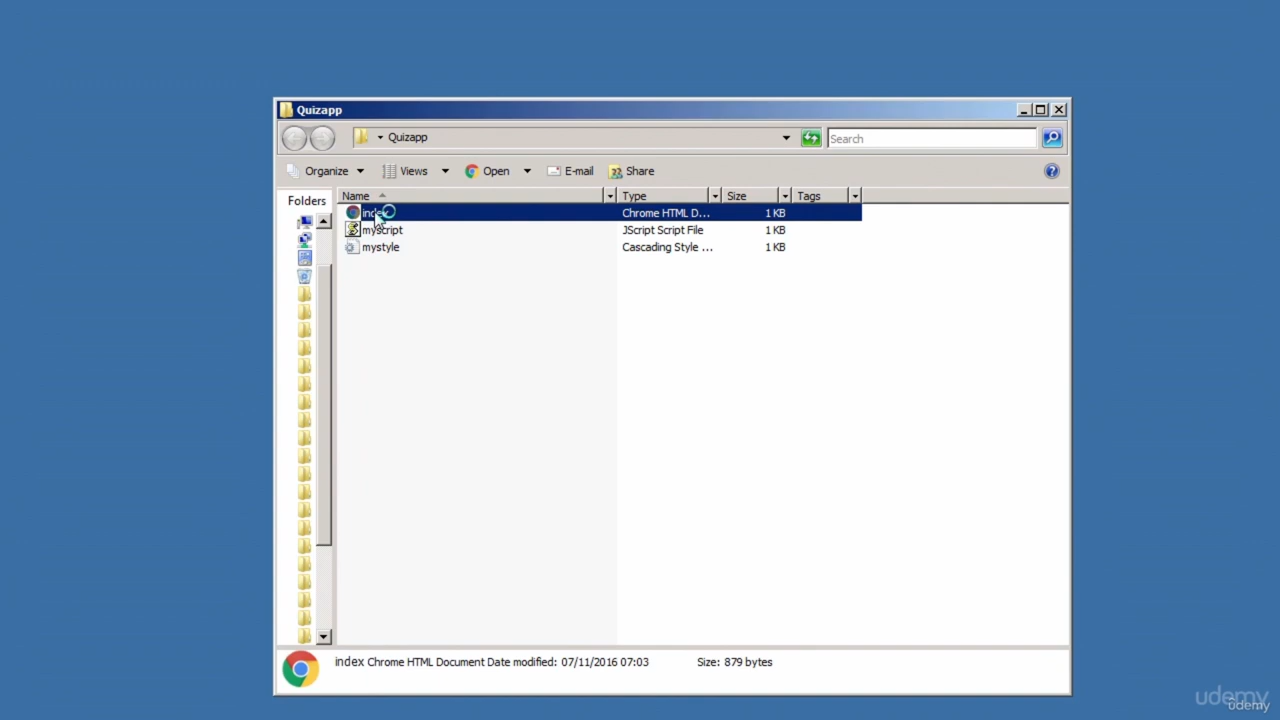 Quizapp
Quizapp
Search
Organize Views Open E-mail Share
Folders
Name Type Size Tags
index Chrome HTML D... 1 KB
myscript JScript Script File 1 KB
mystyle Cascading Style ... 1 KB
index Chrome HTML Document Date modified: 07/11/2016 07:03 Size: 879 bytes
udemy
udemy